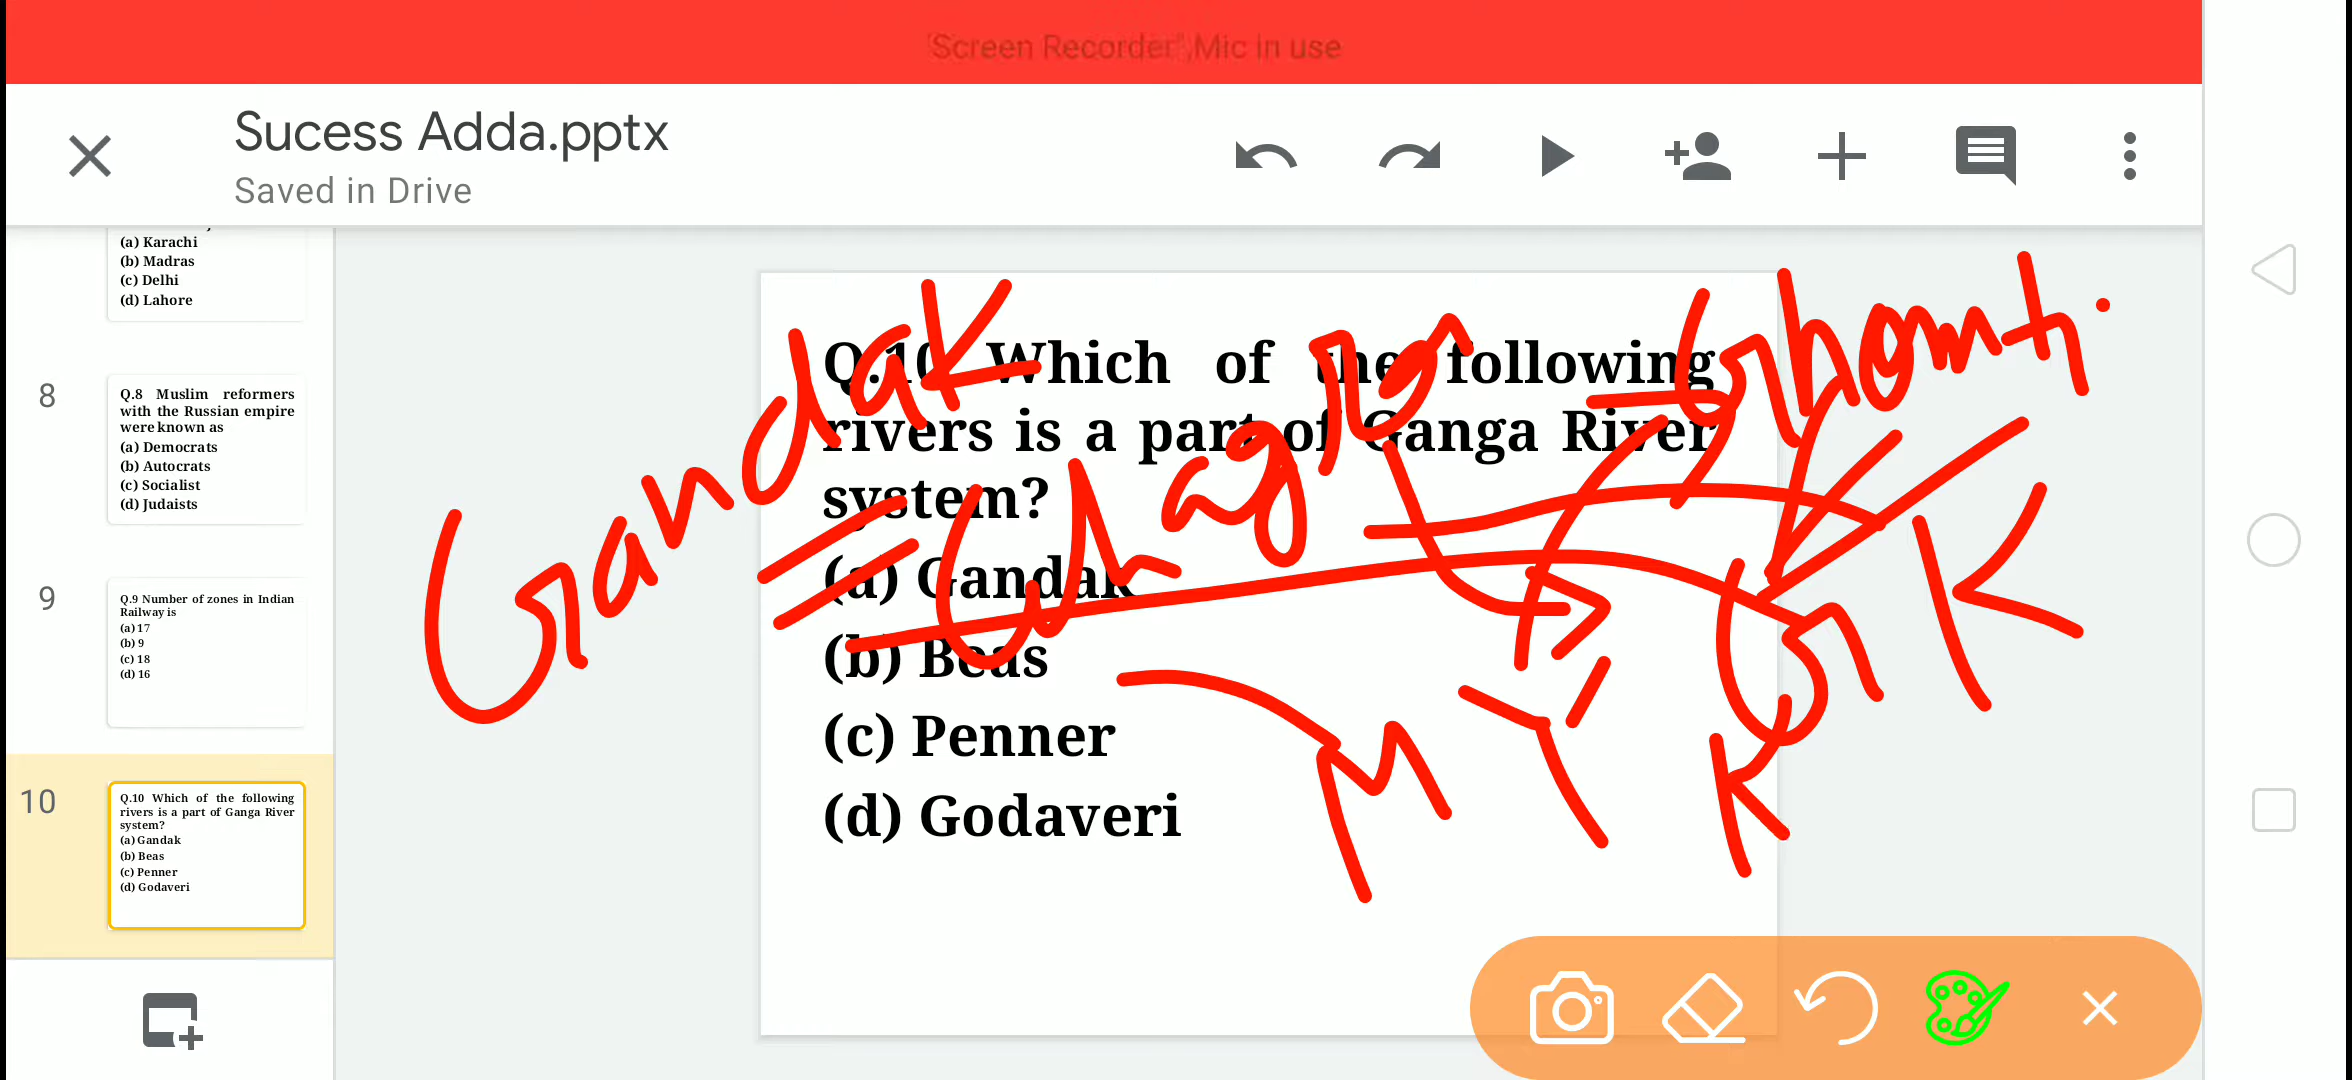 "Screen Recorder",Mic in use
Sucess Adda.pptx
Saved in Drive
(a) Karachi
(b) Madras
(c) Delhi
(d) Lahore
8
Q.8 Muslim reformers
with the Russian empire
were known as
(a) Democrats
(b) Autocrats
(c) Socialist
(d) Judaists
9
Q.9 Number of zones in Indian
Railway is
(a) 17
(b) 9
(c) 18
(d) 16
10
Q.10 Which of the following
rivers is a part of Ganga River
system?
(a) Gandak
(b) Beas
(c) Penner
(d) Godaveri
Q.10 Which of the following
rivers is a part of Ganga River
system?
(a) Gandak
(b) Beas
(c) Penner
(d) Godaveri
Gandak
G K
M Y K